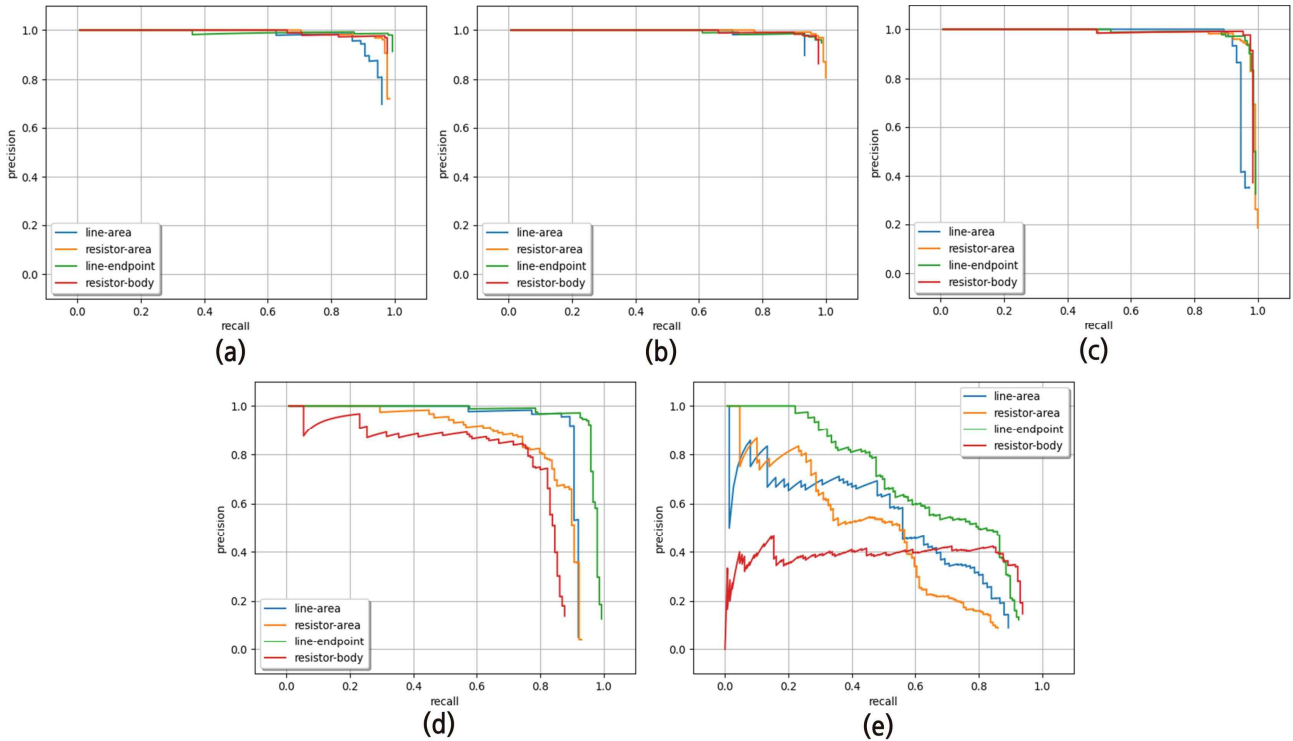 1.0
0.8
0.6
0.4
0.2
0.0
precision
line-area
resistor-area
line-endpoint
resistor-body
0.0 0.2 0.4 0.6 0.8 1.0
recall
(a)
1.0
0.8
0.6
0.4
0.2
0.0
precision
line-area
resistor-area
line-endpoint
resistor-body
0.0 0.2 0.4 0.6 0.8 1.0
recall
(b)
1.0
0.8
0.6
0.4
0.2
0.0
precision
line-area
resistor-area
line-endpoint
resistor-body
0.0 0.2 0.4 0.6 0.8 1.0
recall
(c)
1.0
0.8
0.6
0.4
0.2
0.0
precision
line-area
resistor-area
line-endpoint
resistor-body
0.0 0.2 0.4 0.6 0.8 1.0
recall
(d)
1.0
0.8
0.6
0.4
0.2
0.0
precision
line-area
resistor-area
line-endpoint
resistor-body
0.0 0.2 0.4 0.6 0.8 1.0
recall
(e)